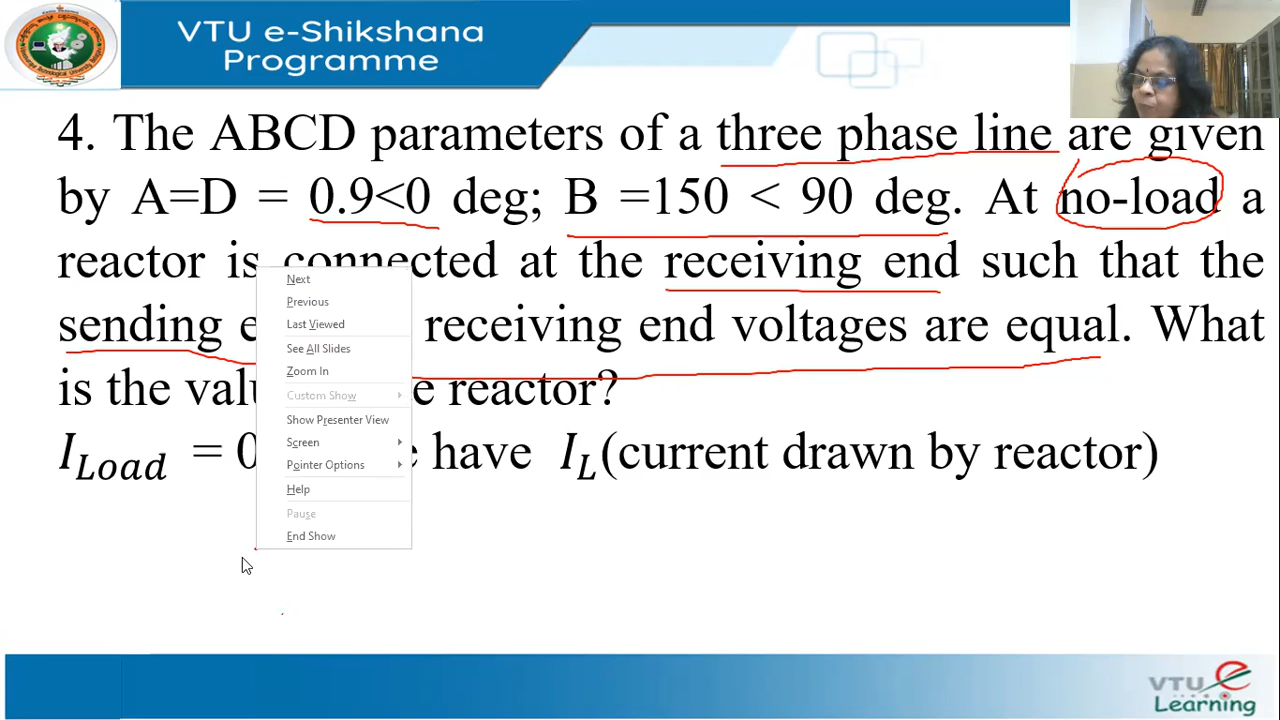 VTU e-Shikshana
Programme
4. The ABCD parameters of a three phase line are given
by A=D = 0.9<0 deg; B =150 < 90 deg. At no-load a
reactor is connected at the receiving end such that the
sending receiving end voltages are equal. What
is the reactor?
I_Load = 0 have I_L(current drawn by reactor)
Next
Previous
Last Viewed
See All Slides
Zoom In
Custom Show
Show Presenter View
Screen
Pointer Options
Help
Pause
End Show
VTU e
Learning